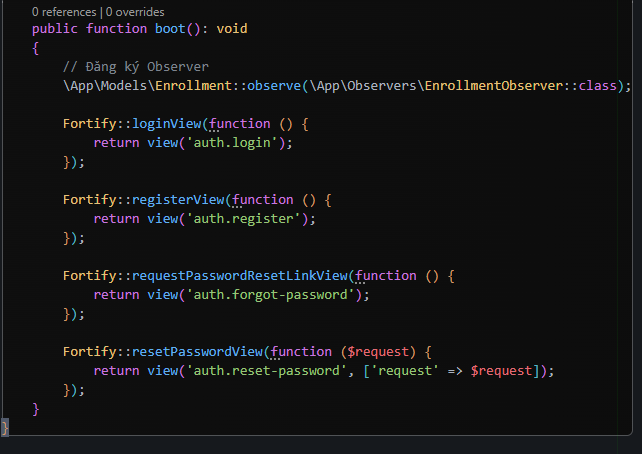 0 references | 0 overrides
public function boot(): void
{
    // Đăng ký Observer
    \App\Models\Enrollment::observe(\App\Observers\EnrollmentObserver::class);

    Fortify::loginView(function () {
        return view('auth.login');
    });

    Fortify::registerView(function () {
        return view('auth.register');
    });

    Fortify::requestPasswordResetLinkView(function () {
        return view('auth.forgot-password');
    });

    Fortify::resetPasswordView(function ($request) {
        return view('auth.reset-password', ['request' => $request]);
    });
}
}